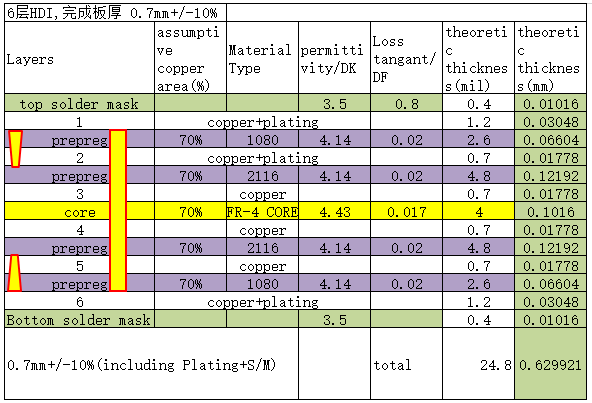 6层HDI,完成板厚 0.7mm+/-10%
Layers assumptive copper area(%) Material Type permittivity/DK Loss tangant/DF theoretic thickness(mil) theoretic thickness(mm)
top solder mask 3.5 0.8 0.4 0.01016
1 copper+plating 1.2 0.03048
prepreg 70% 1080 4.14 0.02 2.6 0.06604
2 copper+plating 0.7 0.01778
prepreg 70% 2116 4.14 0.02 4.8 0.12192
3 copper 0.7 0.01778
core 70% FR-4 CORE 4.43 0.017 4 0.1016
4 copper 0.7 0.01778
prepreg 70% 2116 4.14 0.02 4.8 0.12192
5 copper 0.7 0.01778
prepreg 70% 1080 4.14 0.02 2.6 0.06604
6 copper+plating 1.2 0.03048
Bottom solder mask 3.5 0.4 0.01016
0.7mm+/-10%(including Plating+S/M) total 24.8 0.629921